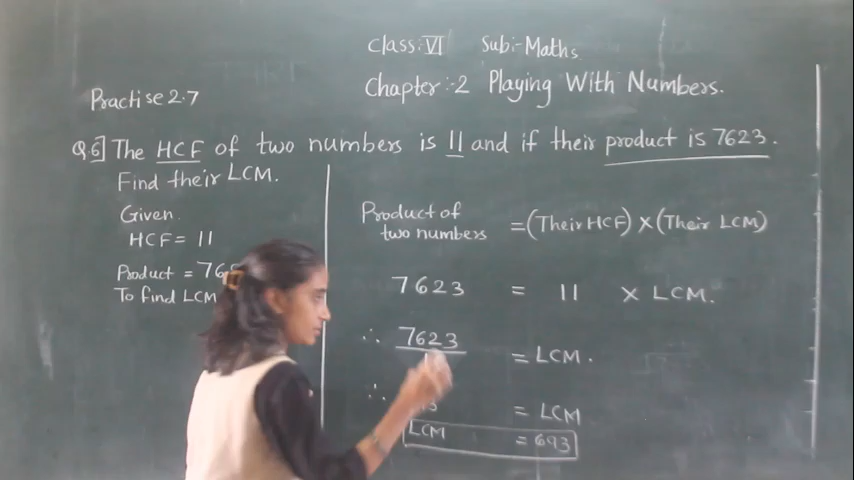 Class:VI Sub:-Maths
Chapter:-2 Playing With Numbers.
Practise 2.7
Q.6] The HCF of two numbers is 11 and if their product is 7623.
Find their LCM.
Given
HCF = 11
Product = 76
To find LCM
Product of
two numbers = (Their HCF) × (Their LCM)
7623 = 11 × LCM.
∴ 7623
= LCM.
∴ = LCM
LCM = 693